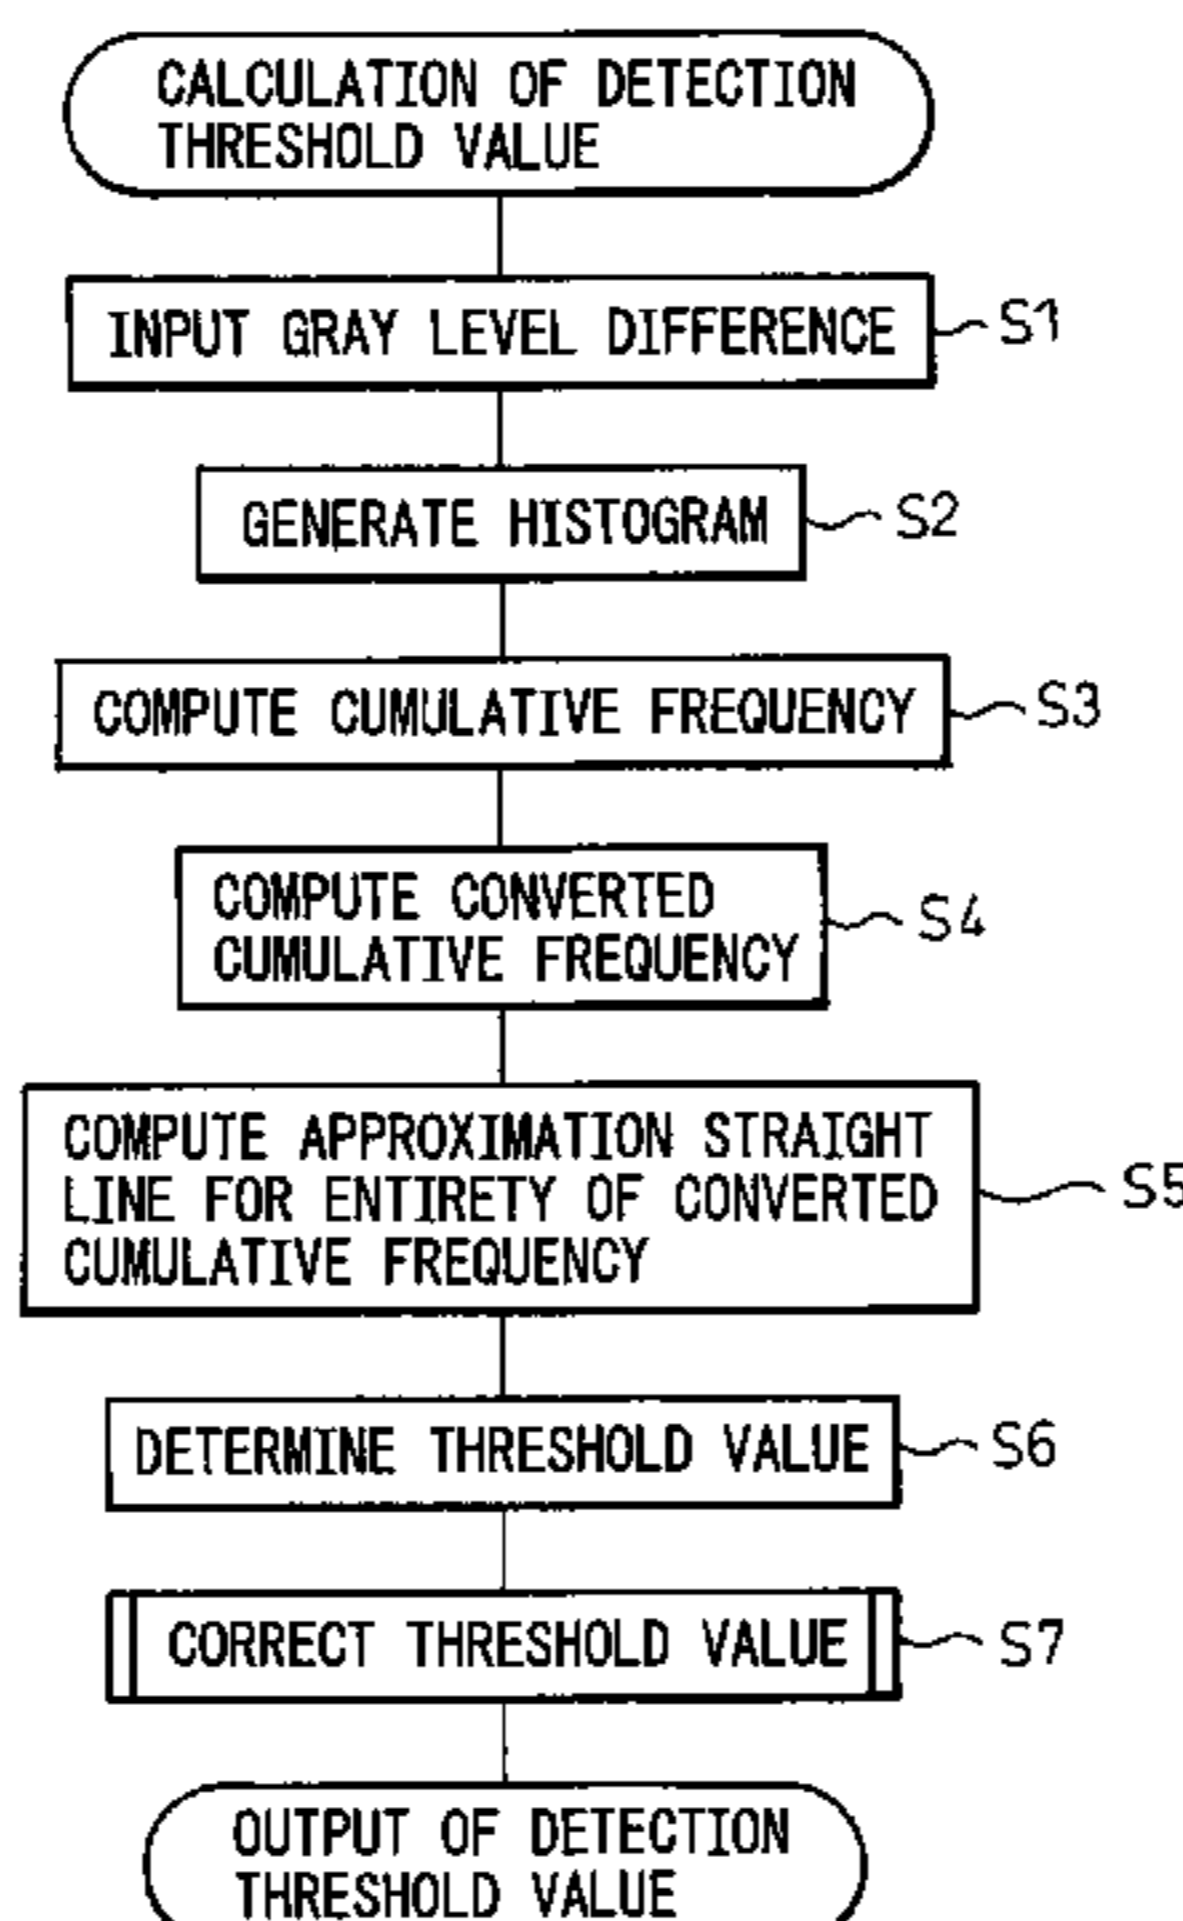 CALCULATION OF DETECTION
THRESHOLD VALUE
INPUT GRAY LEVEL DIFFERENCE
S1
GENERATE HISTOGRAM
S2
COMPUTE CUMULATIVE FREQUENCY
S3
COMPUTE CONVERTED
CUMULATIVE FREQUENCY
S4
COMPUTE APPROXIMATION STRAIGHT
LINE FOR ENTIRETY OF CONVERTED
CUMULATIVE FREQUENCY
S5
DETERMINE THRESHOLD VALUE
S6
CORRECT THRESHOLD VALUE
S7
OUTPUT OF DETECTION
THRESHOLD VALUE